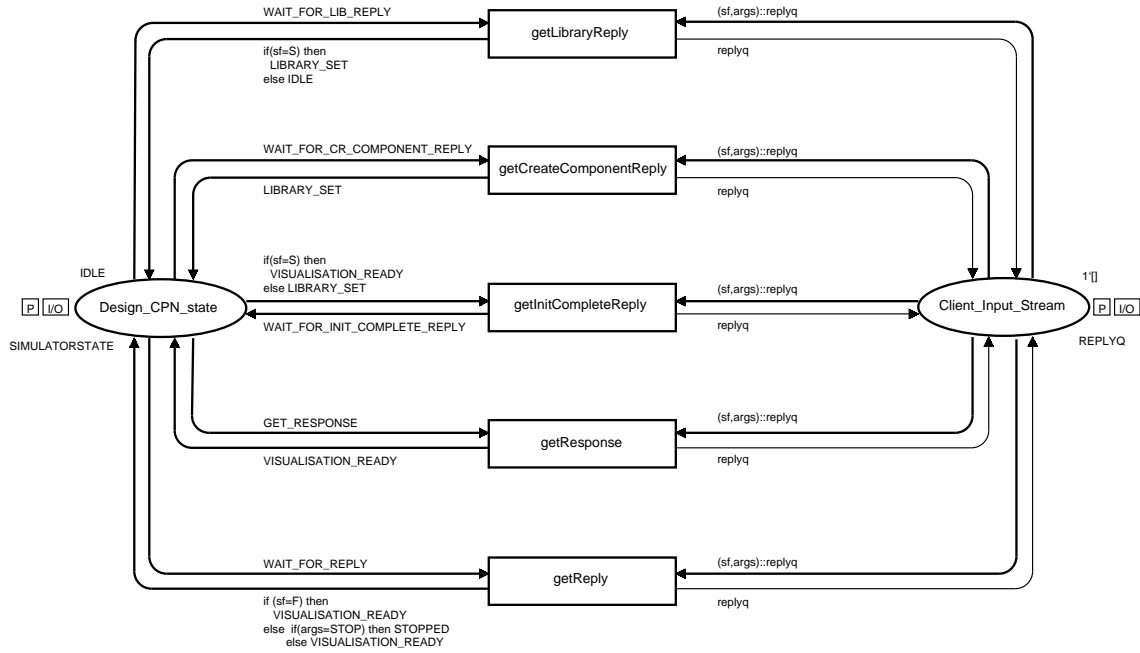 WAIT_FOR_LIB_REPLY
(sf,args)::replyq
getLibraryReply
if(sf=S) then
LIBRARY_SET
else IDLE
replyq
WAIT_FOR_CR_COMPONENT_REPLY
(sf,args)::replyq
getCreateComponentReply
LIBRARY_SET
replyq
if(sf=S) then
VISUALISATION_READY
else LIBRARY_SET
IDLE
1'[]
(sf,args)::replyq
P I/O
Design_CPN_state
getInitCompleteReply
Client_Input_Stream
P I/O
WAIT_FOR_INIT_COMPLETE_REPLY
replyq
SIMULATORSTATE
REPLYQ
GET_RESPONSE
(sf,args)::replyq
getResponse
VISUALISATION_READY
replyq
WAIT_FOR_REPLY
(sf,args)::replyq
getReply
if (sf=F) then
VISUALISATION_READY
else if(args=STOP) then STOPPED
else VISUALISATION_READY
replyq